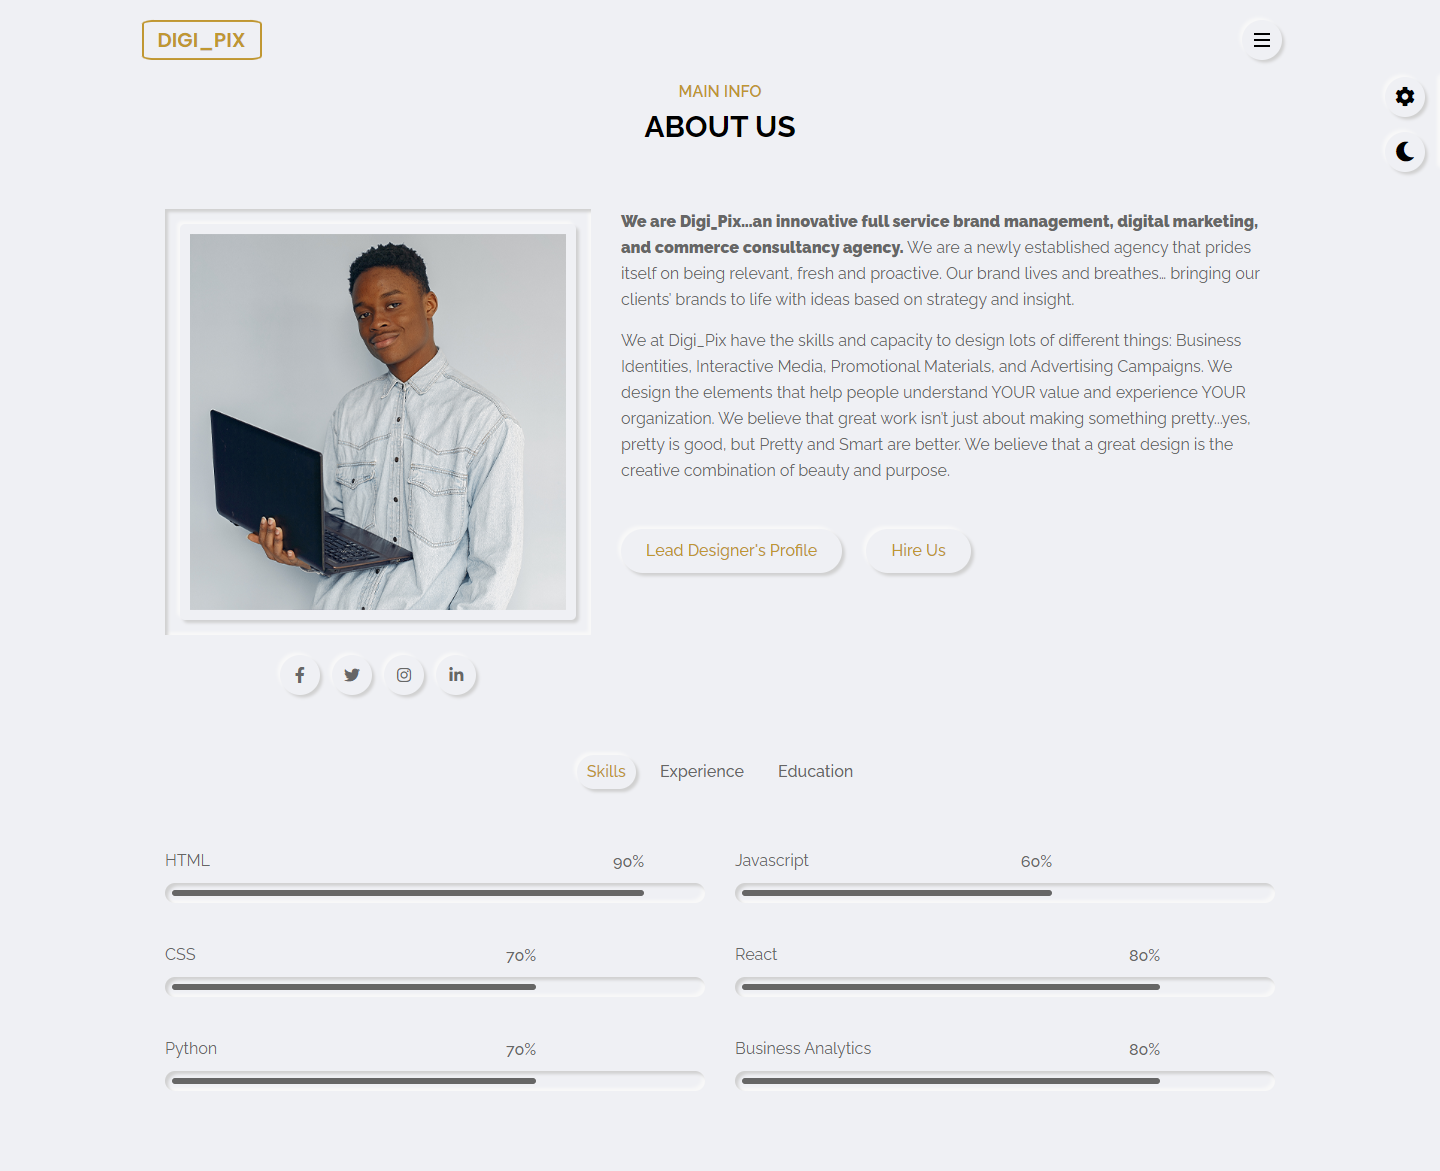 DIGI_PIX
MAIN INFO
ABOUT US
We are Digi_Pix...an innovative full service brand management, digital marketing,
and commerce consultancy agency. We are a newly established agency that prides
itself on being relevant, fresh and proactive. Our brand lives and breathes... bringing our
clients' brands to life with ideas based on strategy and insight.
We at Digi_Pix have the skills and capacity to design lots of different things: Business
Identities, Interactive Media, Promotional Materials, and Advertising Campaigns. We
design the elements that help people understand YOUR value and experience YOUR
organization. We believe that great work isn't just about making something pretty...yes,
pretty is good, but Pretty and Smart are better. We believe that a great design is the
creative combination of beauty and purpose.
Lead Designer's Profile
Hire Us
Skills
Experience
Education
HTML
90%
Javascript
60%
CSS
70%
React
80%
Python
70%
Business Analytics
80%